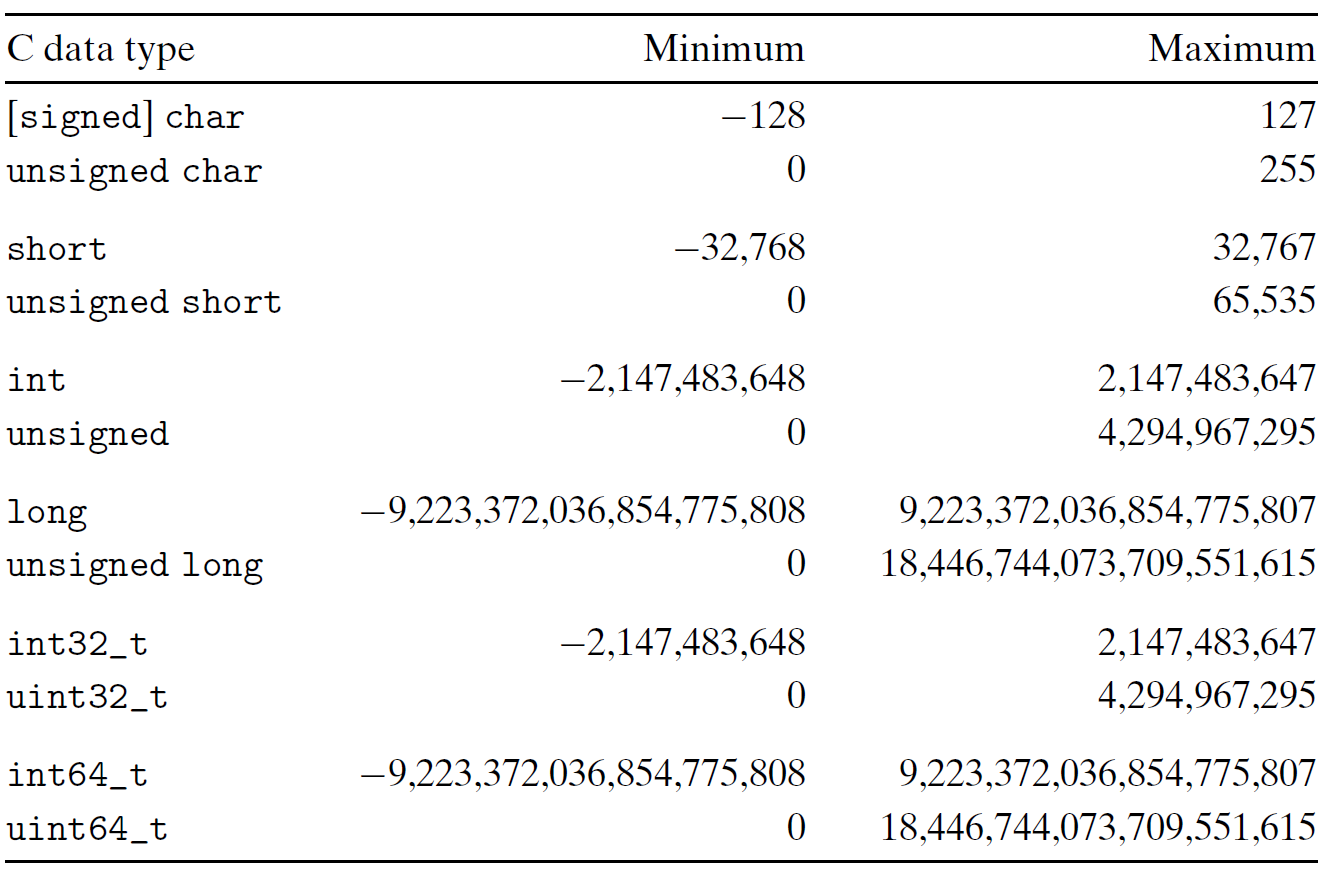 C data type Minimum Maximum
[signed] char −128 127
unsigned char 0 255
short −32,768 32,767
unsigned short 0 65,535
int −2,147,483,648 2,147,483,647
unsigned 0 4,294,967,295
long −9,223,372,036,854,775,808 9,223,372,036,854,775,807
unsigned long 0 18,446,744,073,709,551,615
int32_t −2,147,483,648 2,147,483,647
uint32_t 0 4,294,967,295
int64_t −9,223,372,036,854,775,808 9,223,372,036,854,775,807
uint64_t 0 18,446,744,073,709,551,615